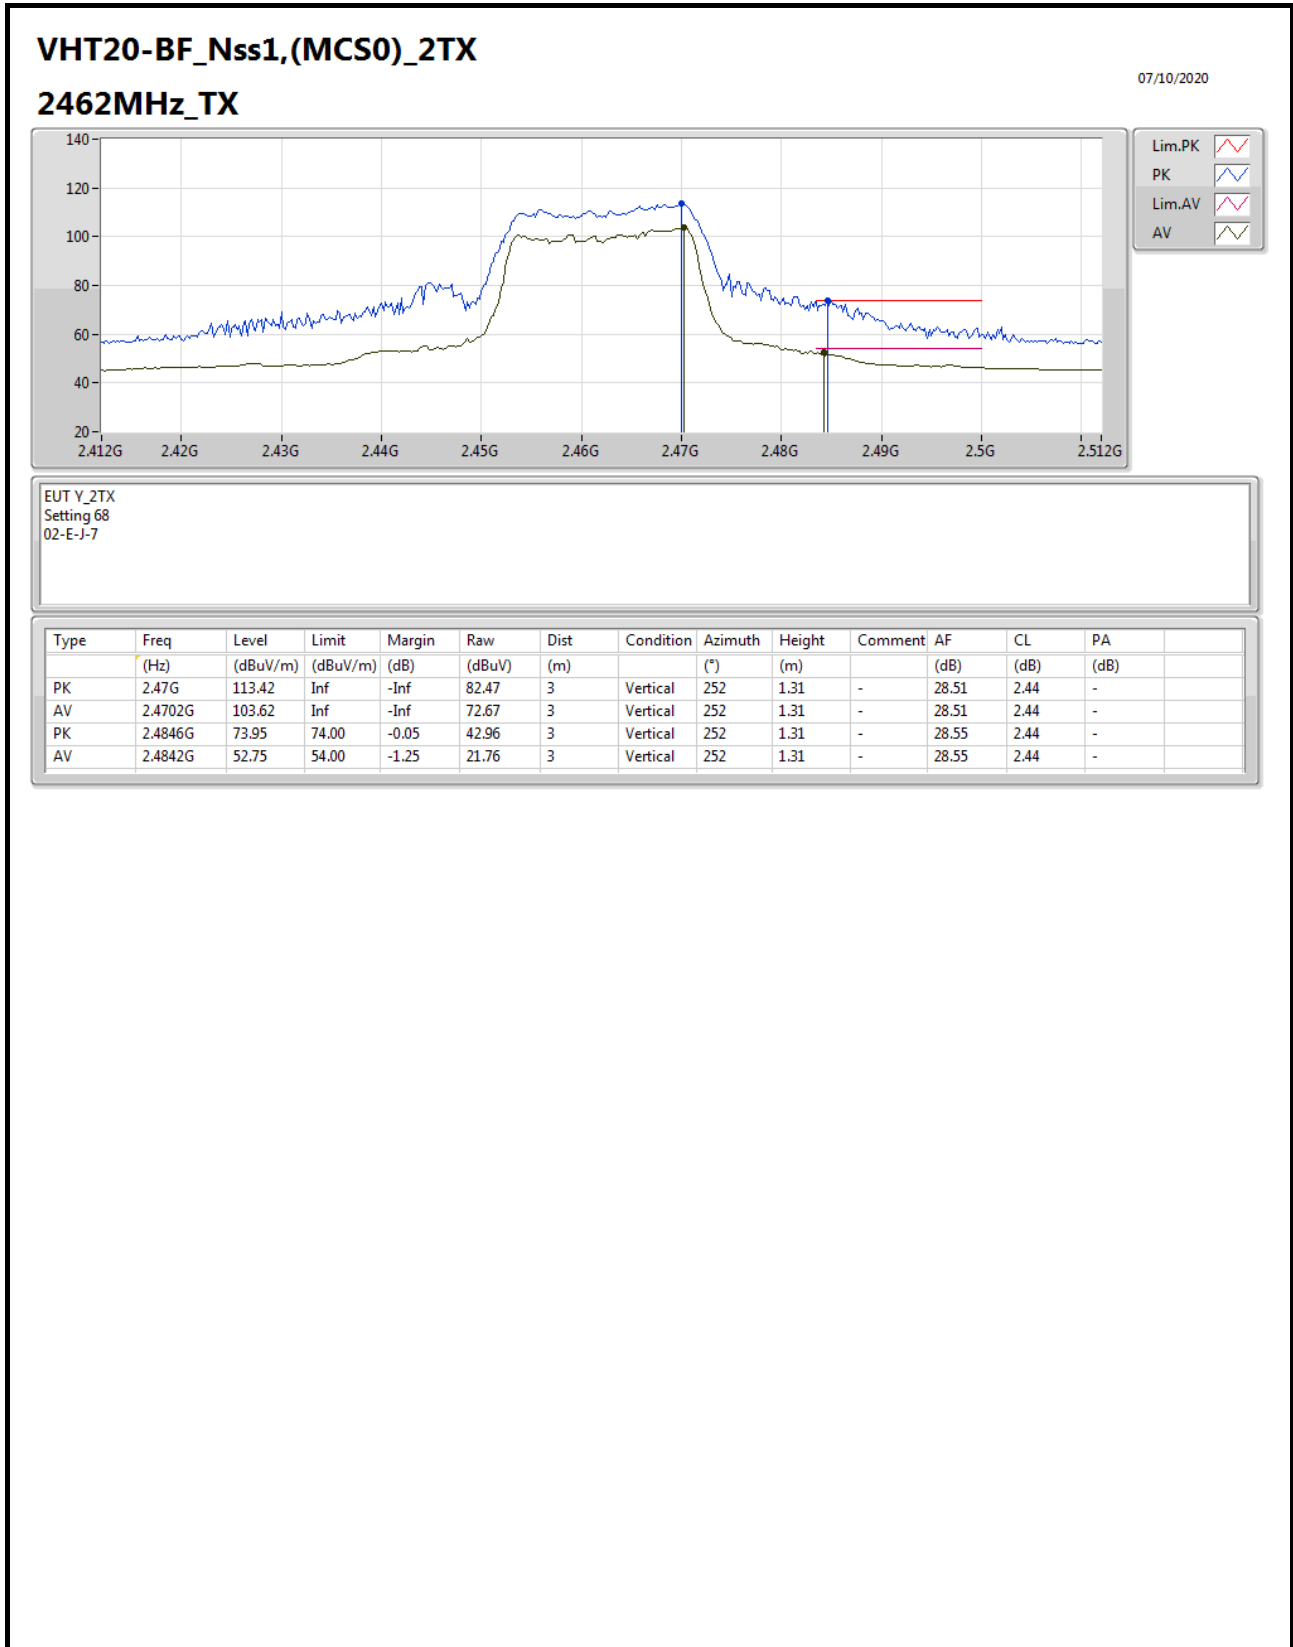 VHT20-BF_Nss1,(MCS0)_2TX
07/10/2020
2462MHz_TX
140
120
100
80
60
40
20
2.412G 2.42G 2.43G 2.44G 2.45G 2.46G 2.47G 2.48G 2.49G 2.5G 2.512G
Lim.PK
PK
Lim.AV
AV
EUT Y_2TX
Setting 68
02-E-J-7
Type Freq Level Limit Margin Raw Dist Condition Azimuth Height Comment AF CL PA
(Hz) (dBuV/m) (dBuV/m) (dB) (dBuV) (m) (°) (m) (dB) (dB) (dB)
PK 2.47G 113.42 Inf -Inf 82.47 3 Vertical 252 1.31 - 28.51 2.44 -
AV 2.4702G 103.62 Inf -Inf 72.67 3 Vertical 252 1.31 - 28.51 2.44 -
PK 2.4846G 73.95 74.00 -0.05 42.96 3 Vertical 252 1.31 - 28.55 2.44 -
AV 2.4842G 52.75 54.00 -1.25 21.76 3 Vertical 252 1.31 - 28.55 2.44 -